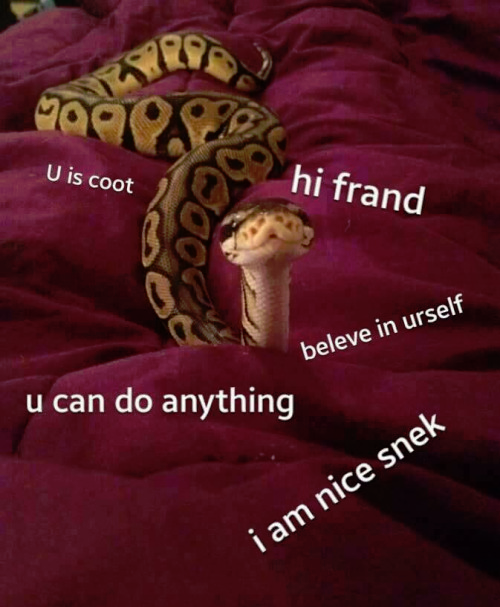 U is coot
hi frand
beleve in urself
u can do anything
i am nice snek